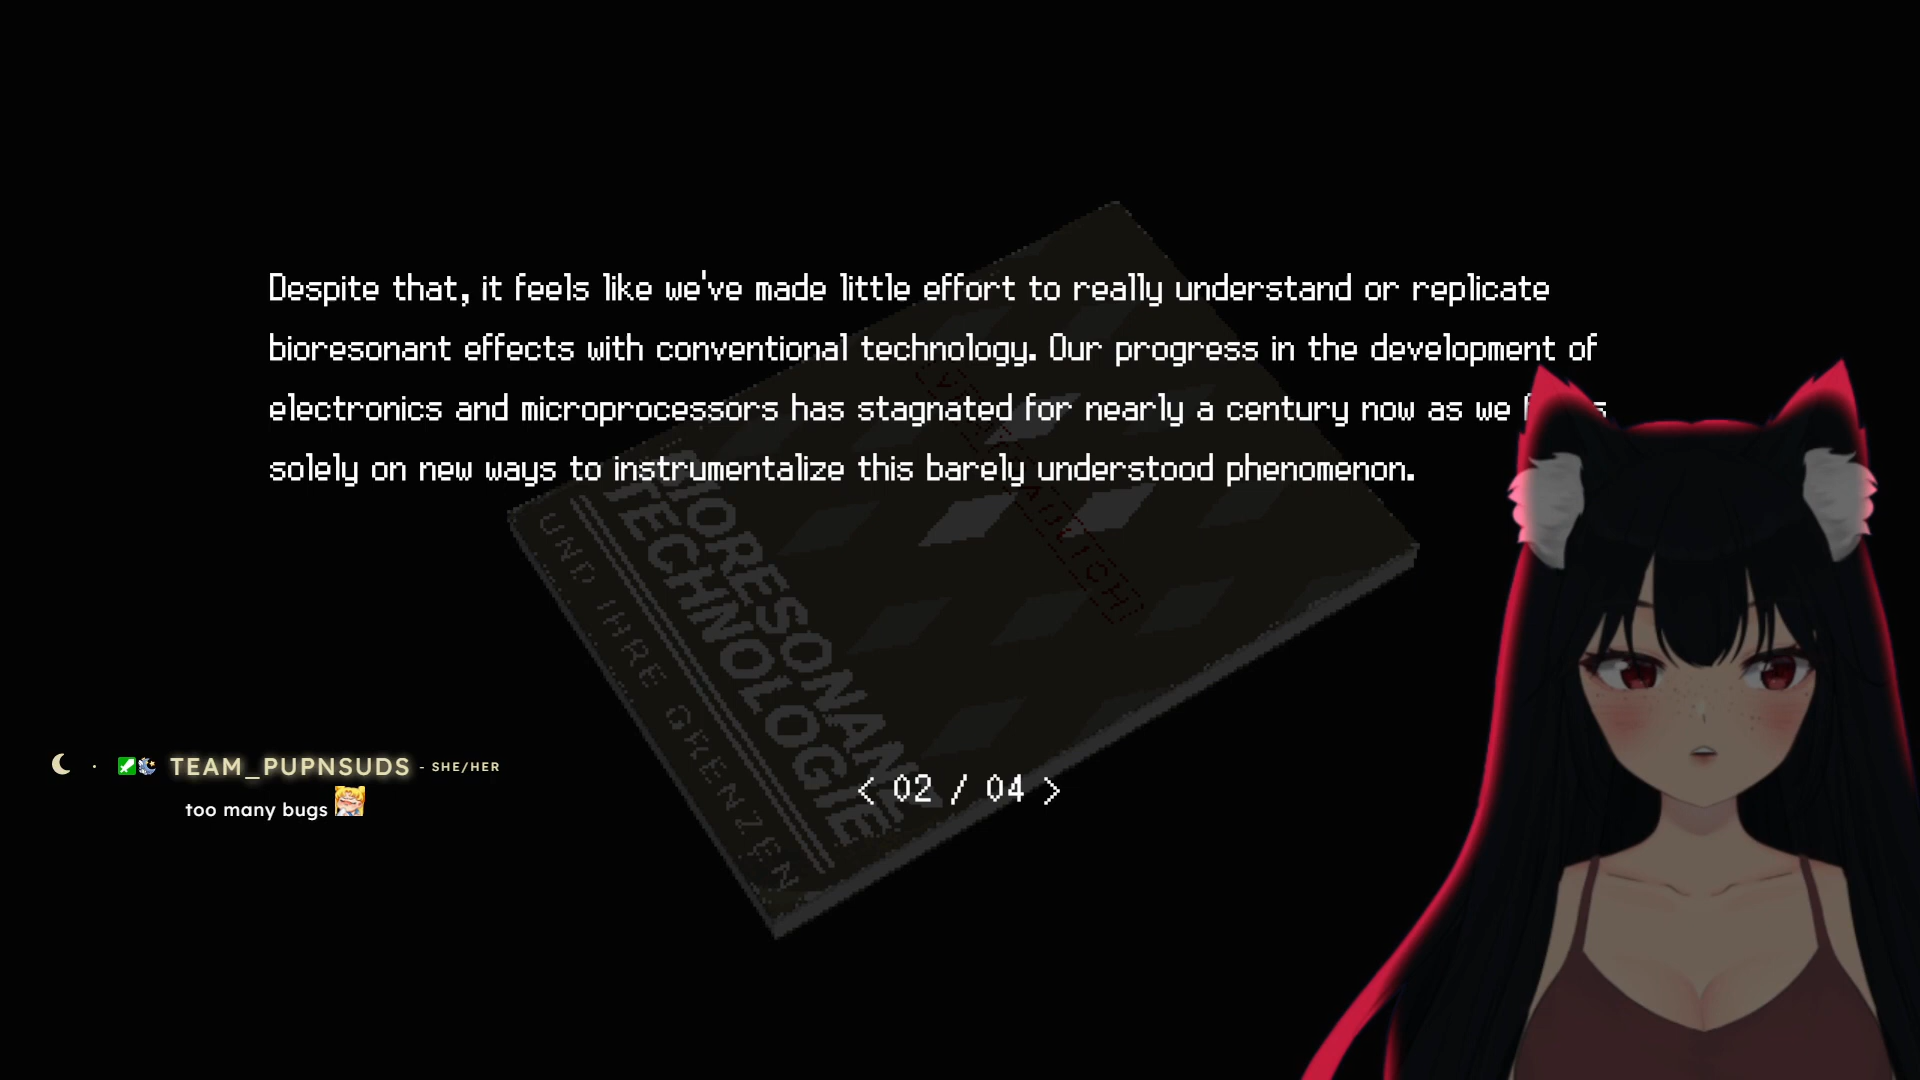 Despite that, it feels like we've made little effort to really understand or replicate
bioresonant effects with conventional technology. Our progress in the development of
electronics and microprocessors has stagnated for nearly a century now as we
solely on new ways to instrumentalize this barely understood phenomenon.
BIORESONANTE
TECHNOLOGIE
UND IHRE GRENZEN
TEAM_PUPNSUDS - SHE/HER
too many bugs
< 02 / 04 >